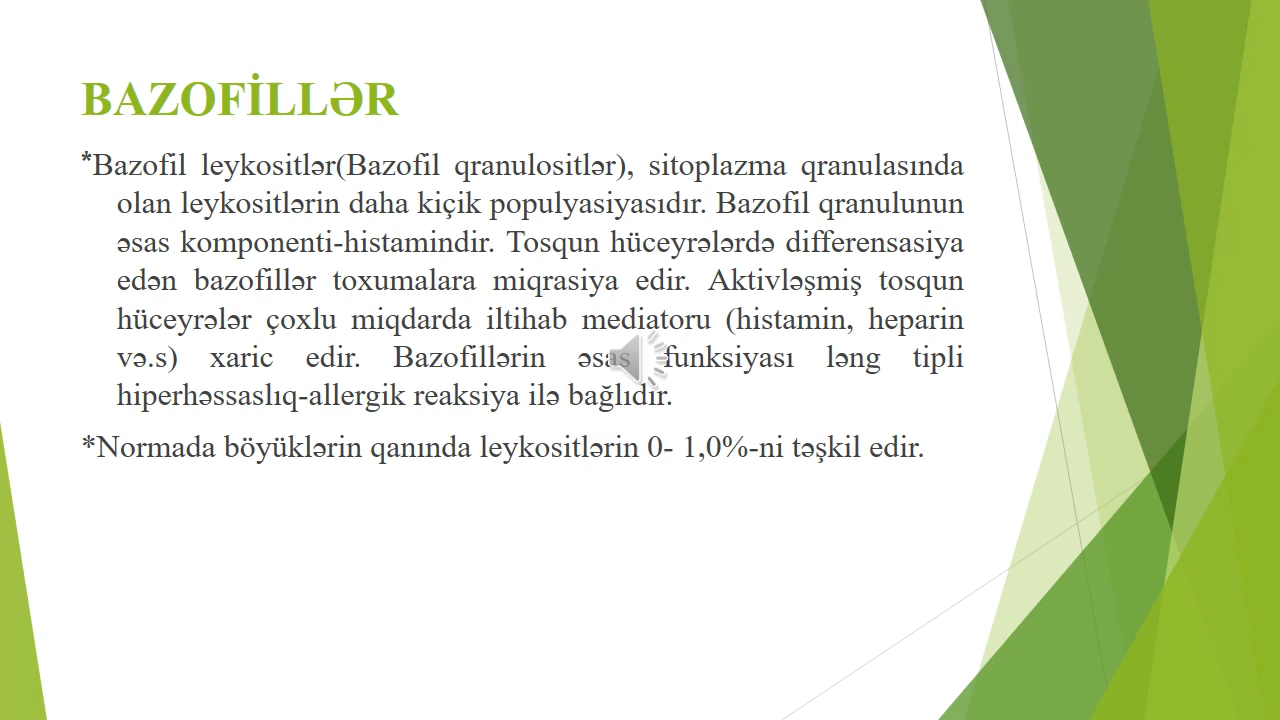 BAZOFİLLƏR
*Bazofil leykositlər(Bazofil qranulositlər), sitoplazma qranulasında
olan leykositlərin daha kiçik populyasiyasıdır. Bazofil qranulunun
əsas komponenti-histamindir. Tosqun hüceyrələrdə differensasiya
edən bazofillər toxumalara miqrasiya edir. Aktivləşmiş tosqun
hüceyrələr çoxlu miqdarda iltihab mediatoru (histamin, heparin
və.s) xaric edir. Bazofillərin əsas funksiyası ləng tipli
hiperhəssaslıq-allergik reaksiya ilə bağlıdır.
*Normada böyüklərin qanında leykositlərin 0- 1,0%-ni təşkil edir.